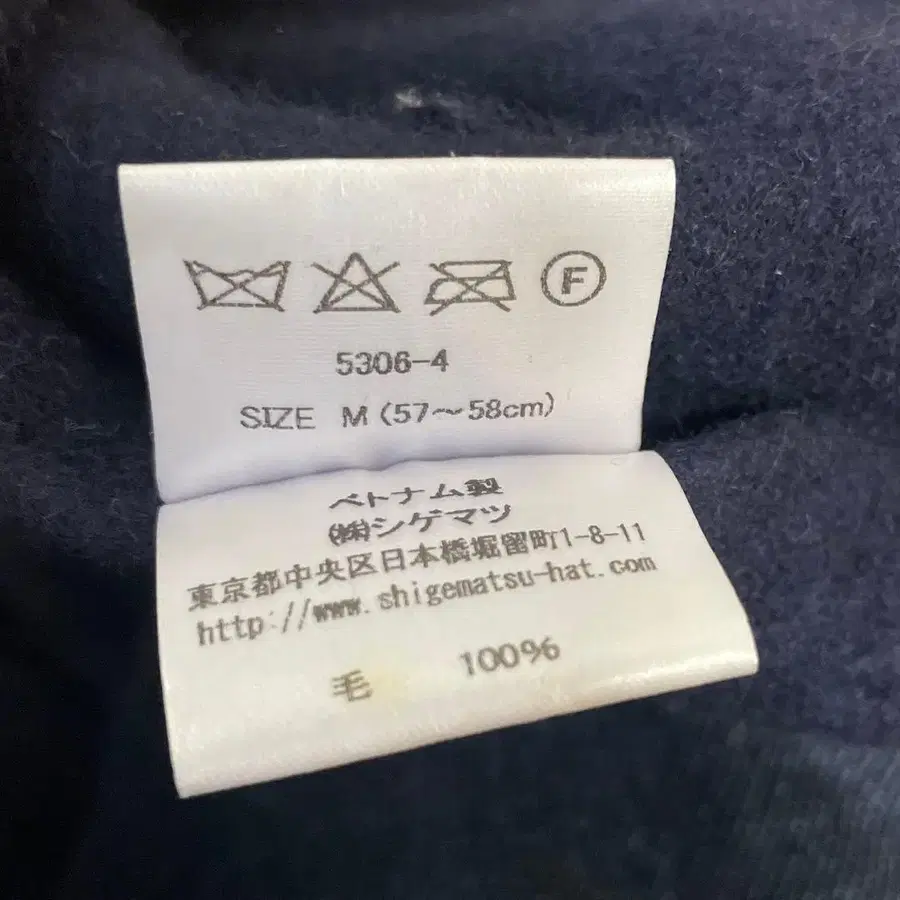 F
5306-4
SIZE M (57～58cm)
ベトナム製
㈱シゲマツ
東京都中央区日本橋堀留町1-8-11
http://www.shigematsu-hat.com
毛 100%